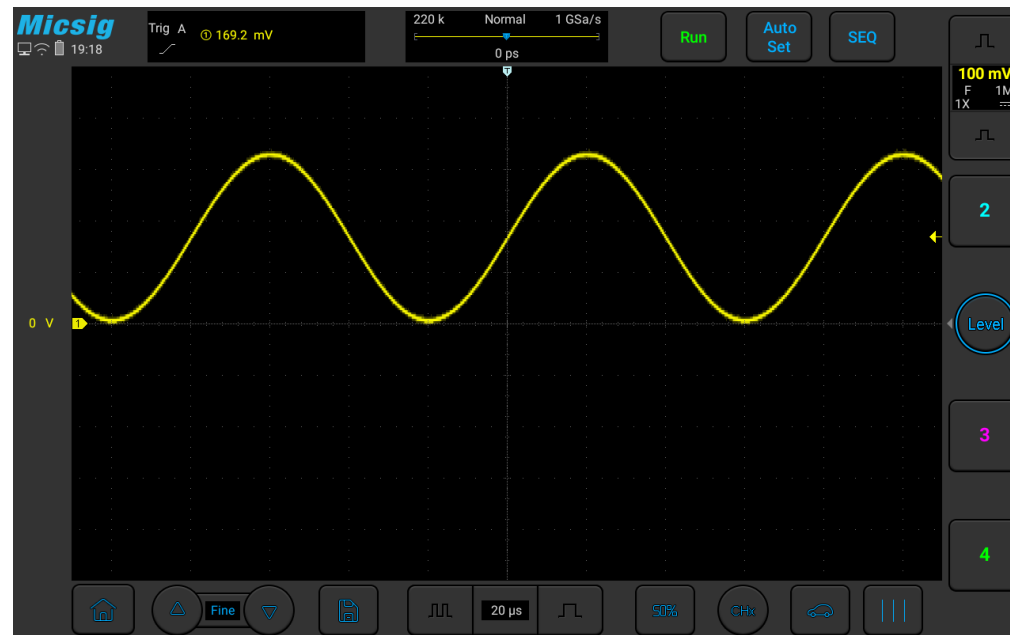 Micsig
19:18
Trig A ① 169.2 mV
220 k Normal 1 GSa/s
0 ps
Run
Auto
Set
SEQ
T
100 mV
F 1M
1X
2
0 V
1
Level
3
4
Fine
20 µs
50%
CHx